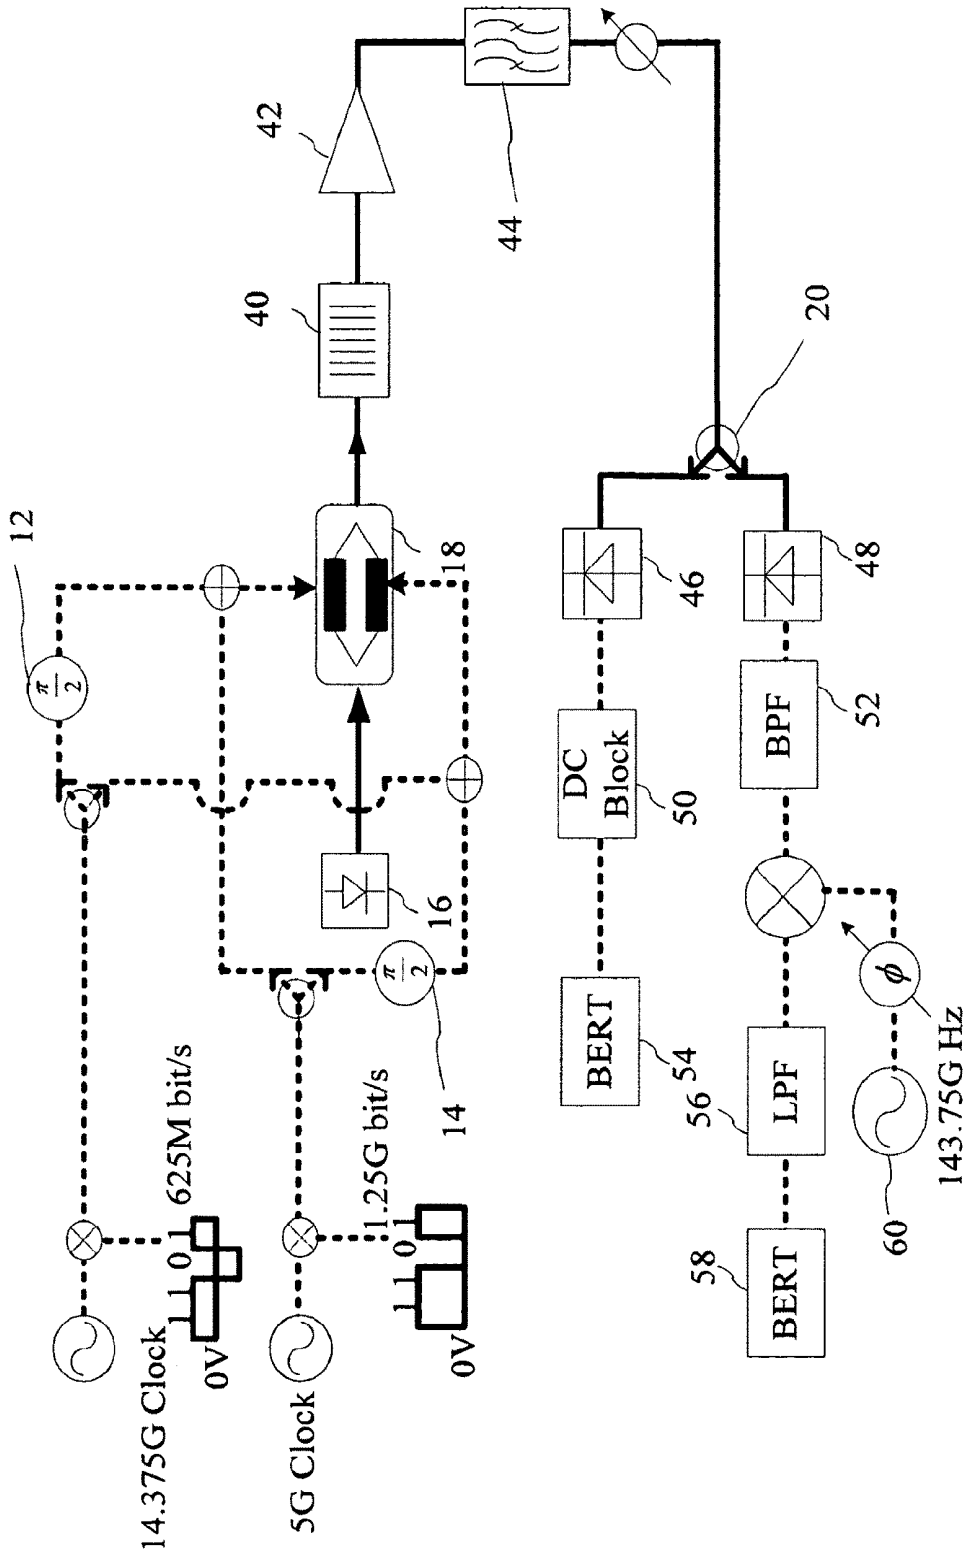 14.375G Clock
1 1 0 1
0V
625M bit/s
π/2
12
5G Clock
1 1 0 1
0V
1.25G bit/s
π/2
14
16
18
40
42
44
20
BERT
54
DC
Block
50
46
BERT
58
LPF
56
60
ϕ
143.75G Hz
BPF
52
48